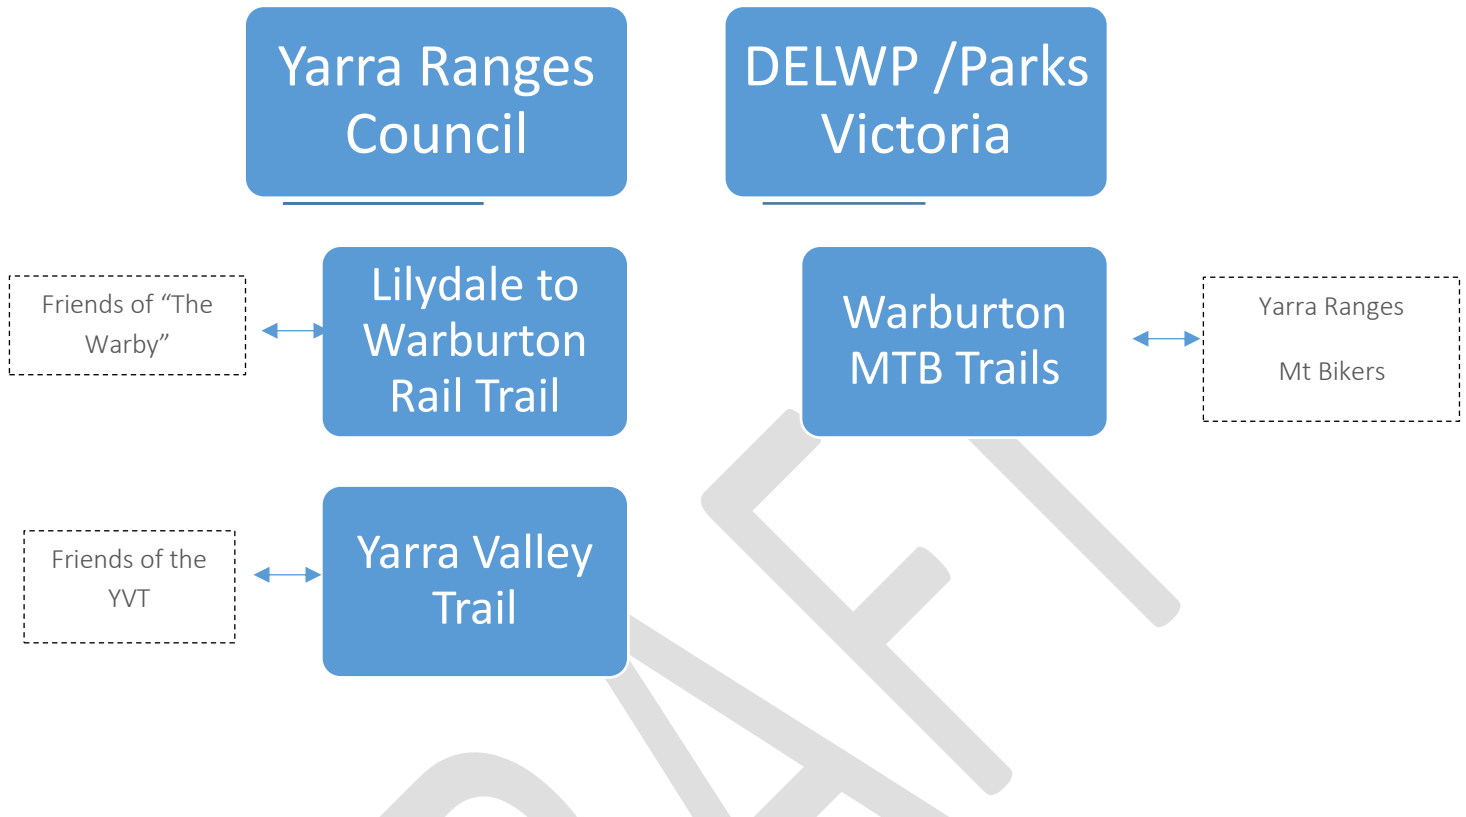 Yarra Ranges
Council
DELWP /Parks
Victoria
Friends of “The
Warby”
Lilydale to
Warburton
Rail Trail
Warburton
MTB Trails
Yarra Ranges
Mt Bikers
Friends of the
YVT
Yarra Valley
Trail